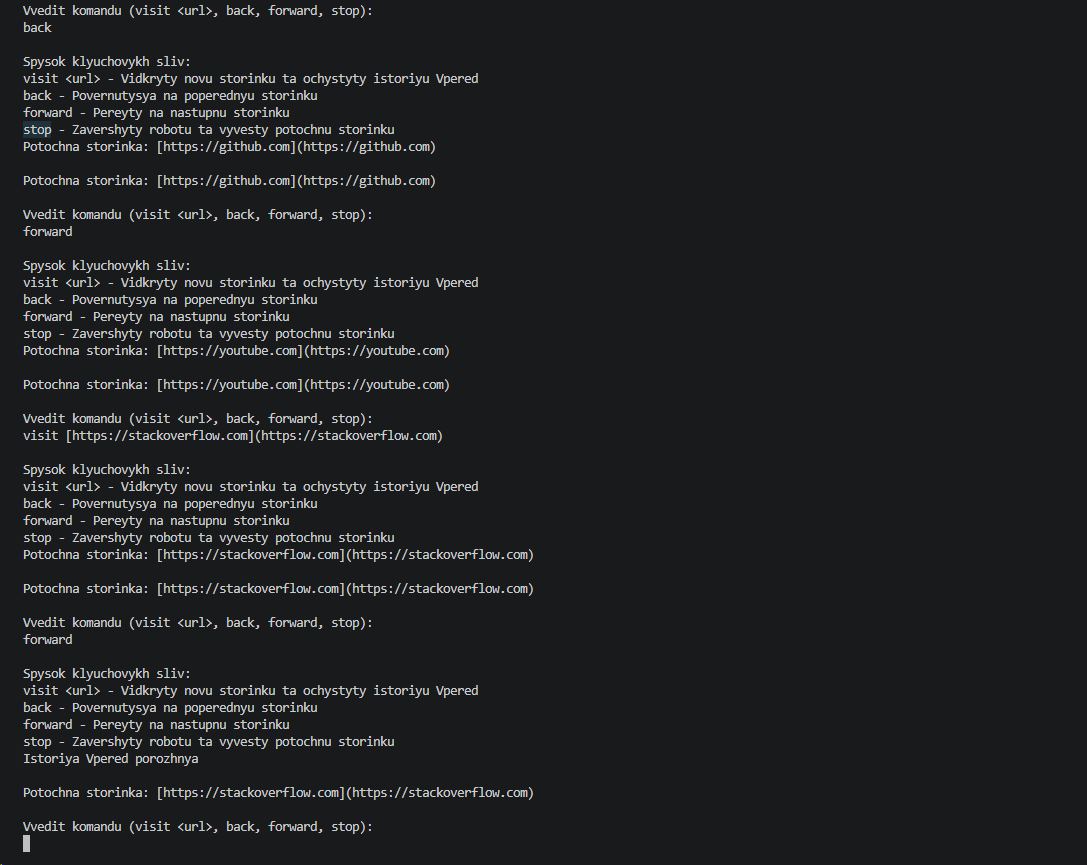 Vvedit komandu (visit <url>, back, forward, stop):
back
Spysok klyuchovykh sliv:
visit <url> - Vidkryty novu storinku ta ochystyty istoriyu Vpered
back - Povernutysya na poperednyu storinku
forward - Pereyty na nastupnu storinku
stop - Zavershyty robotu ta vyvesty potochnu storinku
Potochna storinka: [https://github.com](https://github.com)
Potochna storinka: [https://github.com](https://github.com)
Vvedit komandu (visit <url>, back, forward, stop):
forward
Spysok klyuchovykh sliv:
visit <url> - Vidkryty novu storinku ta ochystyty istoriyu Vpered
back - Povernutysya na poperednyu storinku
forward - Pereyty na nastupnu storinku
stop - Zavershyty robotu ta vyvesty potochnu storinku
Potochna storinka: [https://youtube.com](https://youtube.com)
Potochna storinka: [https://youtube.com](https://youtube.com)
Vvedit komandu (visit <url>, back, forward, stop):
visit [https://stackoverflow.com](https://stackoverflow.com)
Spysok klyuchovykh sliv:
visit <url> - Vidkryty novu storinku ta ochystyty istoriyu Vpered
back - Povernutysya na poperednyu storinku
forward - Pereyty na nastupnu storinku
stop - Zavershyty robotu ta vyvesty potochnu storinku
Potochna storinka: [https://stackoverflow.com](https://stackoverflow.com)
Potochna storinka: [https://stackoverflow.com](https://stackoverflow.com)
Vvedit komandu (visit <url>, back, forward, stop):
forward
Spysok klyuchovykh sliv:
visit <url> - Vidkryty novu storinku ta ochystyty istoriyu Vpered
back - Povernutysya na poperednyu storinku
forward - Pereyty na nastupnu storinku
stop - Zavershyty robotu ta vyvesty potochnu storinku
Istoriya Vpered porozhnya
Potochna storinka: [https://stackoverflow.com](https://stackoverflow.com)
Vvedit komandu (visit <url>, back, forward, stop):